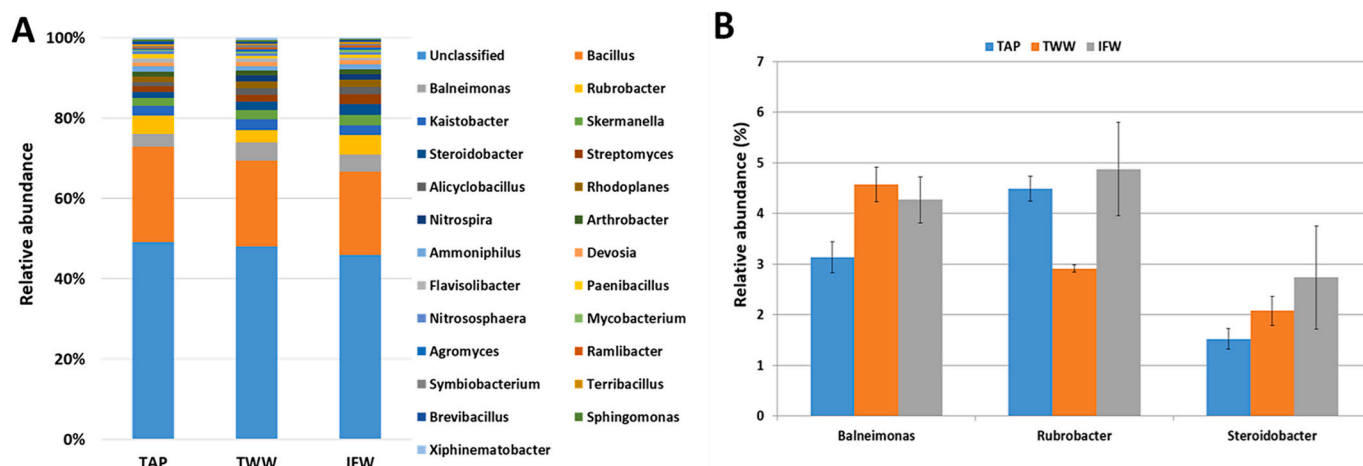 A
Relative abundance
100%
80%
60%
40%
20%
0%
TAP TWW IFW
Unclassified Bacillus
Balneimonas Rubrobacter
Kaistobacter Skermanella
Steroidobacter Streptomyces
Alicyclobacillus Rhodoplanes
Nitrospira Arthrobacter
Ammoniphilus Devosia
Flavisolibacter Paenibacillus
Nitrososphaera Mycobacterium
Agromyces Ramlibacter
Symbiobacterium Terribacillus
Brevibacillus Sphingomonas
Xiphinematobacter
B
TAP TWW IFW
Relative abundance (%)
7
6
5
4
3
2
1
0
Balneimonas Rubrobacter Steroidobacter